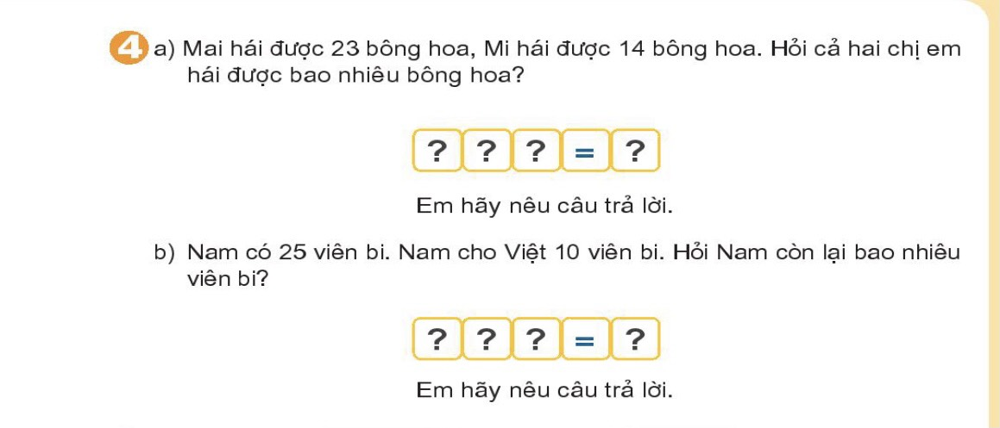 4 a) Mai hái được 23 bông hoa, Mi hái được 14 bông hoa. Hỏi cả hai chị em
hái được bao nhiêu bông hoa?
? ? ? = ?
Em hãy nêu câu trả lời.
b) Nam có 25 viên bi. Nam cho Việt 10 viên bi. Hỏi Nam còn lại bao nhiêu
viên bi?
? ? ? = ?
Em hãy nêu câu trả lời.